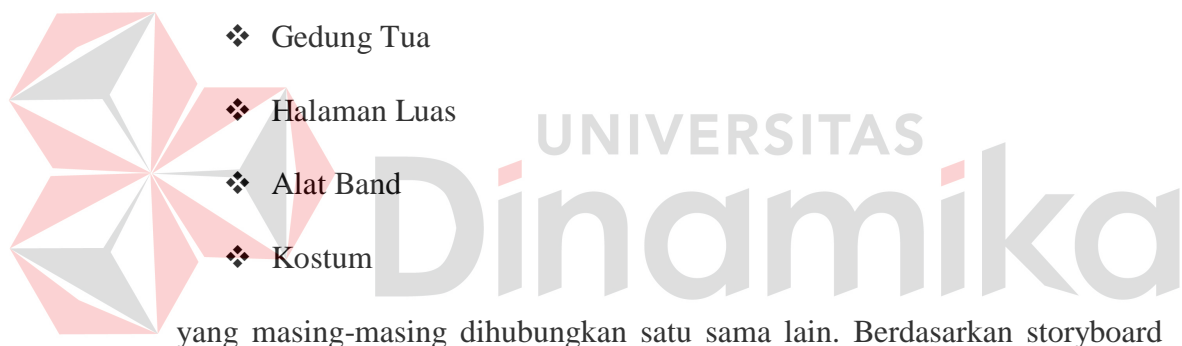 ❖ Gedung Tua
❖ Halaman Luas
UNIVERSITAS
Dinamika
❖ Alat Band
❖ Kostum
yang masing-masing dihubungkan satu sama lain. Berdasarkan storyboard